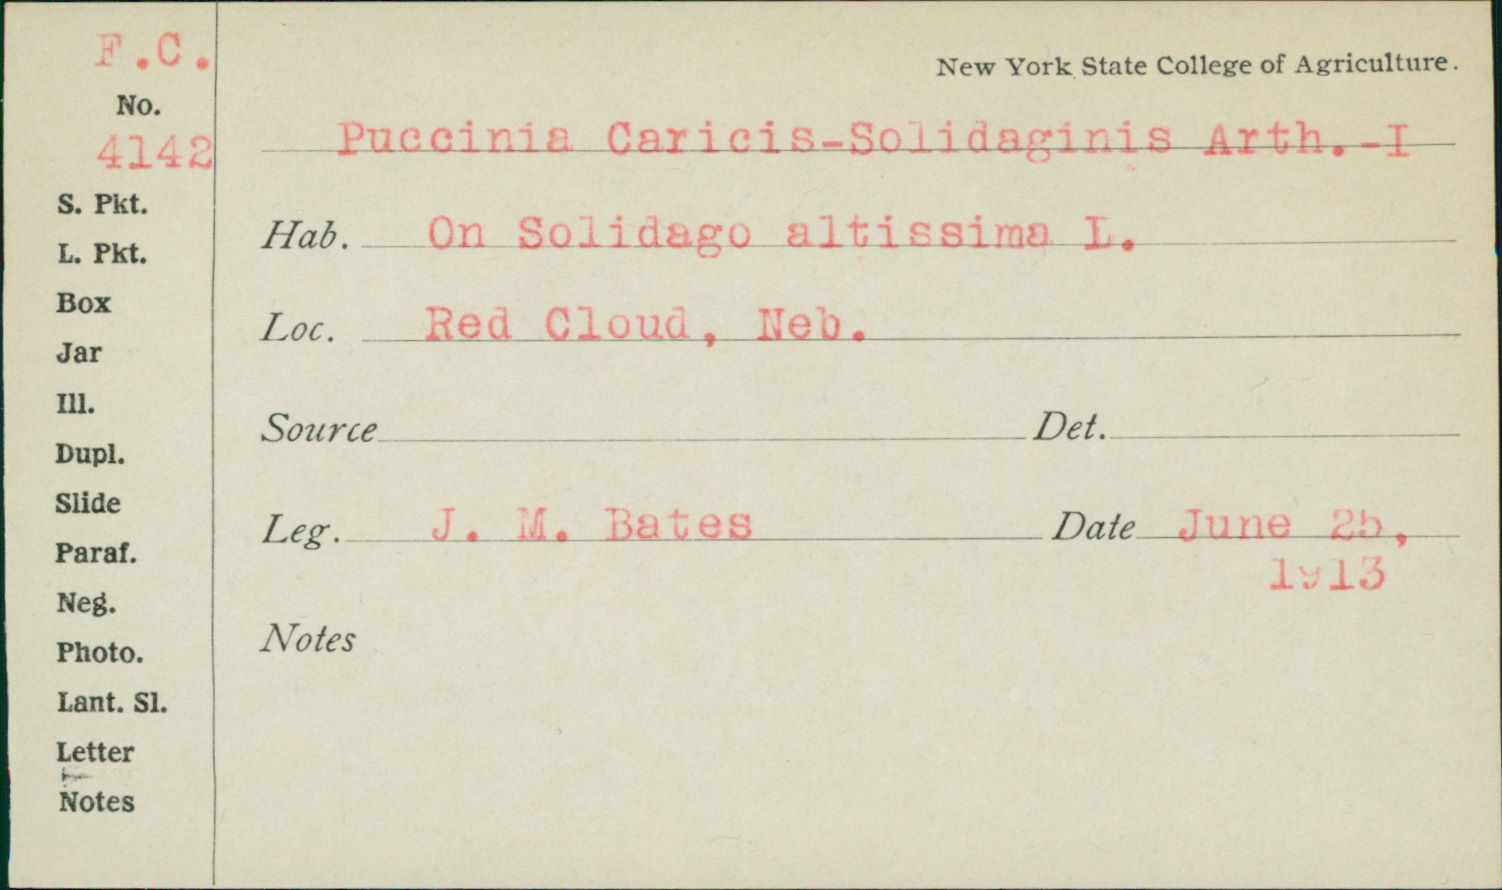 F.C.
No.
4142
S. Pkt.
L. Pkt.
Box
Jar
Ill.
Dupl.
Slide
Paraf.
Neg.
Photo.
Lant. Sl.
Letter
Notes
New York State College of Agriculture.
Puccinia Caricis-Solidaginis Arth.-I
Hab. On Solidago altissima L.
Loc. Red Cloud, Neb.
Source Det.
Leg. J. M. Bates Date June 25,
1913
Notes